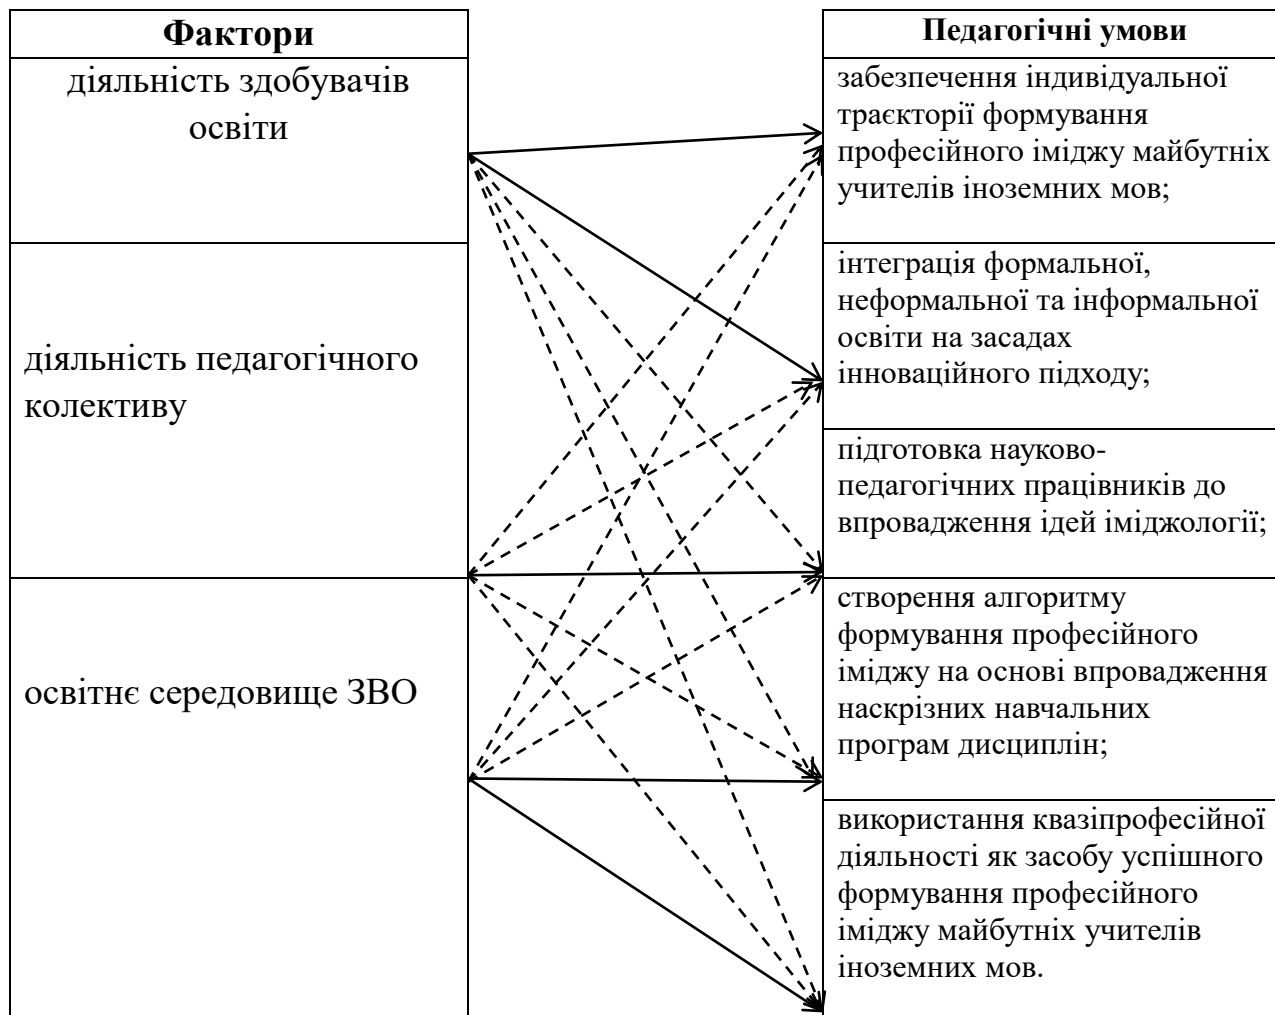 Фактори
діяльність здобувачів
освіти
діяльність педагогічного
колективу
освітнє середовище ЗВО
Педагогічні умови
забезпечення індивідуальної
траєкторії формування
професійного іміджу майбутніх
учителів іноземних мов;
інтеграція формальної,
неформальної та інформальної
освіти на засадах
інноваційного підходу;
підготовка науково-
педагогічних працівників до
впровадження ідей іміджології;
створення алгоритму
формування професійного
іміджу на основі впровадження
наскрізних навчальних
програм дисциплін;
використання квазіпрофесійної
діяльності як засобу успішного
формування професійного
іміджу майбутніх учителів
іноземних мов.